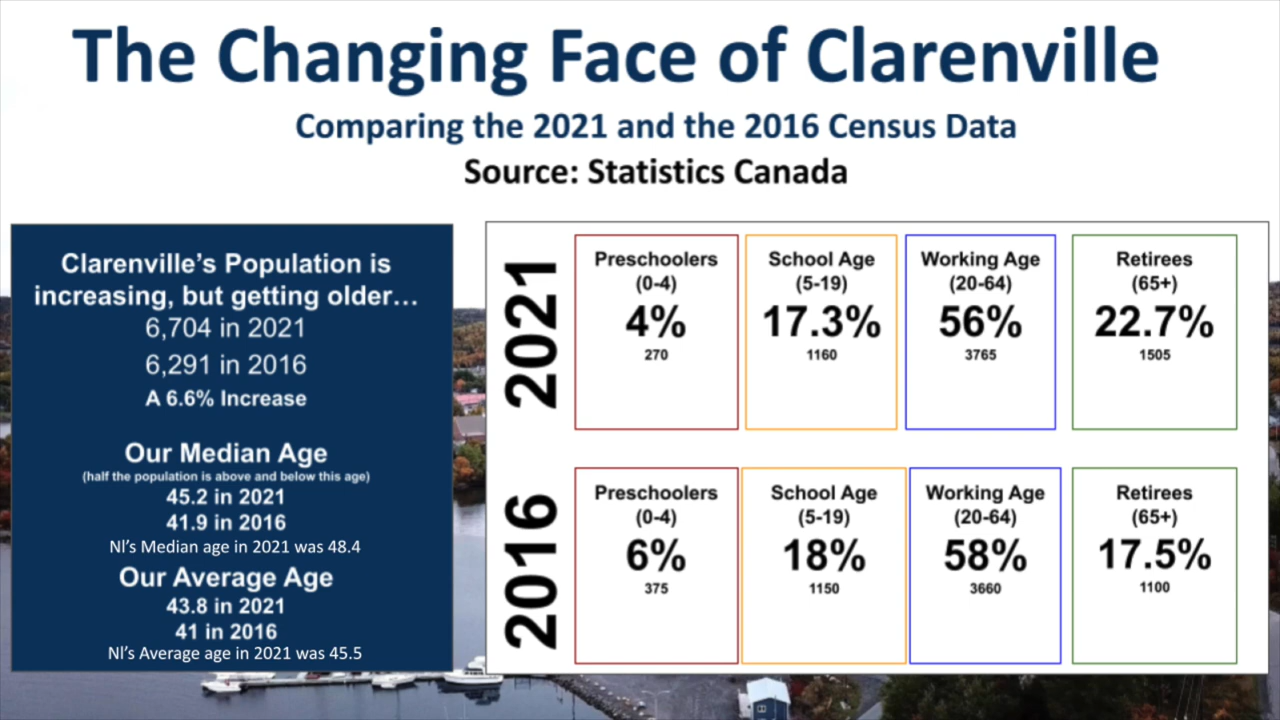 The Changing Face of Clarenville
Comparing the 2021 and the 2016 Census Data
Source: Statistics Canada
Clarenville's Population is
increasing, but getting older…
6,704 in 2021
6,291 in 2016
A 6.6% Increase
Our Median Age
(half the population is above and below this age)
45.2 in 2021
41.9 in 2016
Nl's Median age in 2021 was 48.4
Our Average Age
43.8 in 2021
41 in 2016
Nl's Average age in 2021 was 45.5
2021
Preschoolers
(0-4)
4%
270
School Age
(5-19)
17.3%
1160
Working Age
(20-64)
56%
3765
Retirees
(65+)
22.7%
1505
2016
Preschoolers
(0-4)
6%
375
School Age
(5-19)
18%
1150
Working Age
(20-64)
58%
3660
Retirees
(65+)
17.5%
1100